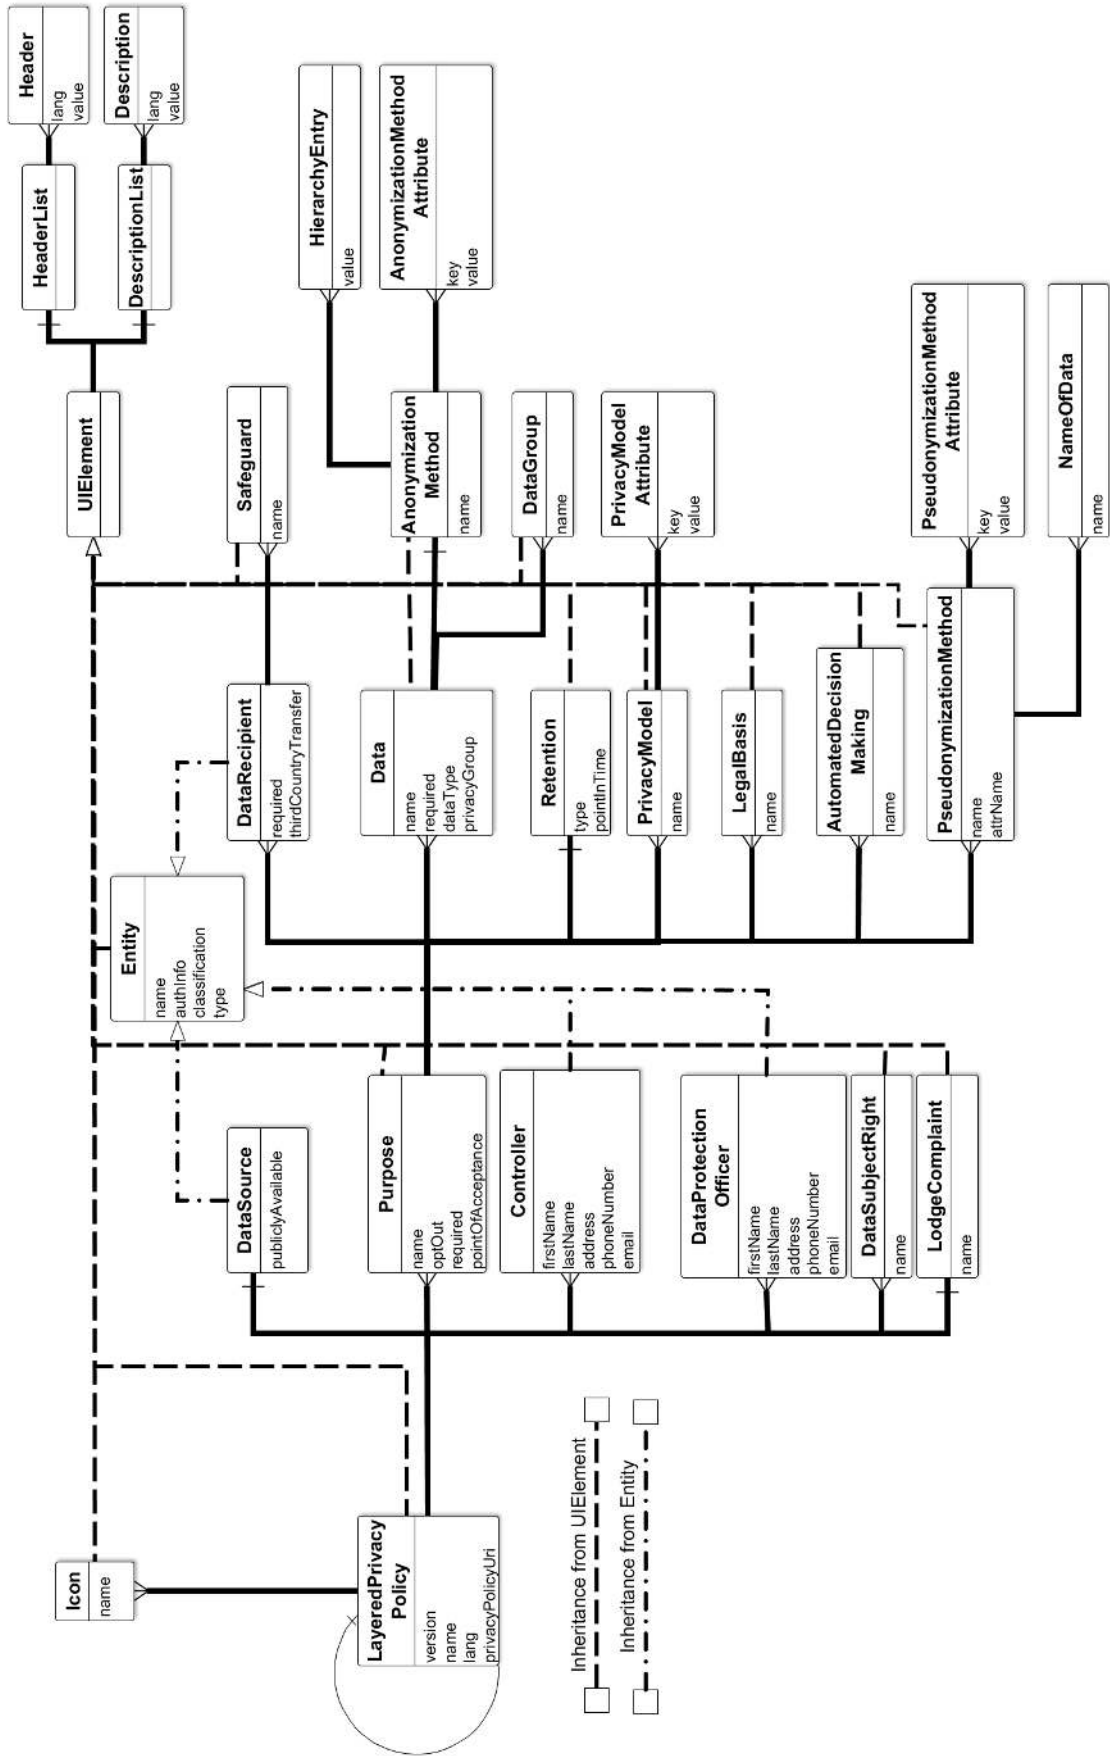 Header
lang
value
Description
lang
value
HeaderList
DescriptionList
UIElement
HierarchyEntry
value
AnonymizationMethod
Attribute
key
value
Safeguard
name
Anonymization
Method
name
DataGroup
name
PrivacyModel
Attribute
key
value
PseudonymizationMethod
Attribute
key
value
NameOfData
name
DataRecipient
required
thirdCountryTransfer
Data
name
required
dataType
privacyGroup
Retention
type
pointInTime
PrivacyModel
name
LegalBasis
name
AutomatedDecision
Making
name
PseudonymizationMethod
name
attrName
Entity
name
authInfo
classification
type
DataSource
publiclyAvailable
Purpose
name
optOut
required
pointOfAcceptance
Controller
firstName
lastName
address
phoneNumber
email
DataProtection
Officer
firstName
lastName
address
phoneNumber
email
DataSubjectRight
name
LodgeComplaint
name
Icon
name
LayeredPrivacy
Policy
version
name
lang
privacyPolicyUri
Inheritance from UIElement
Inheritance from Entity